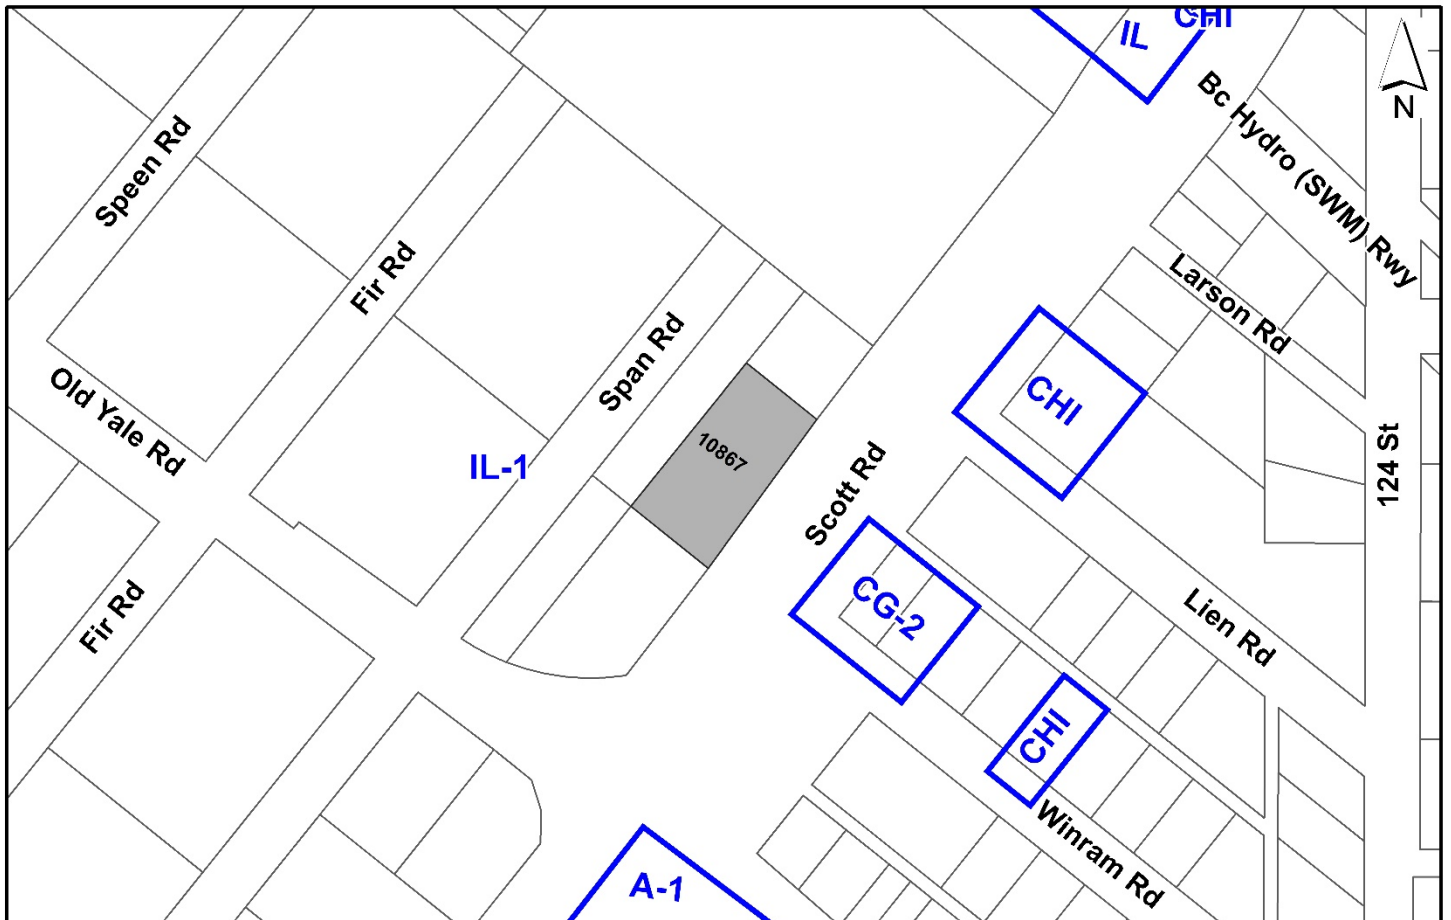 CHI
IL
N
Bc Hydro (SWM) Rwy
Speen Rd
Fir Rd
Larson Rd
Span Rd
Old Yale Rd
CHI
10867
IL-1
124 St
Scott Rd
CG-2
Fir Rd
Lien Rd
CHI
Winram Rd
A-1